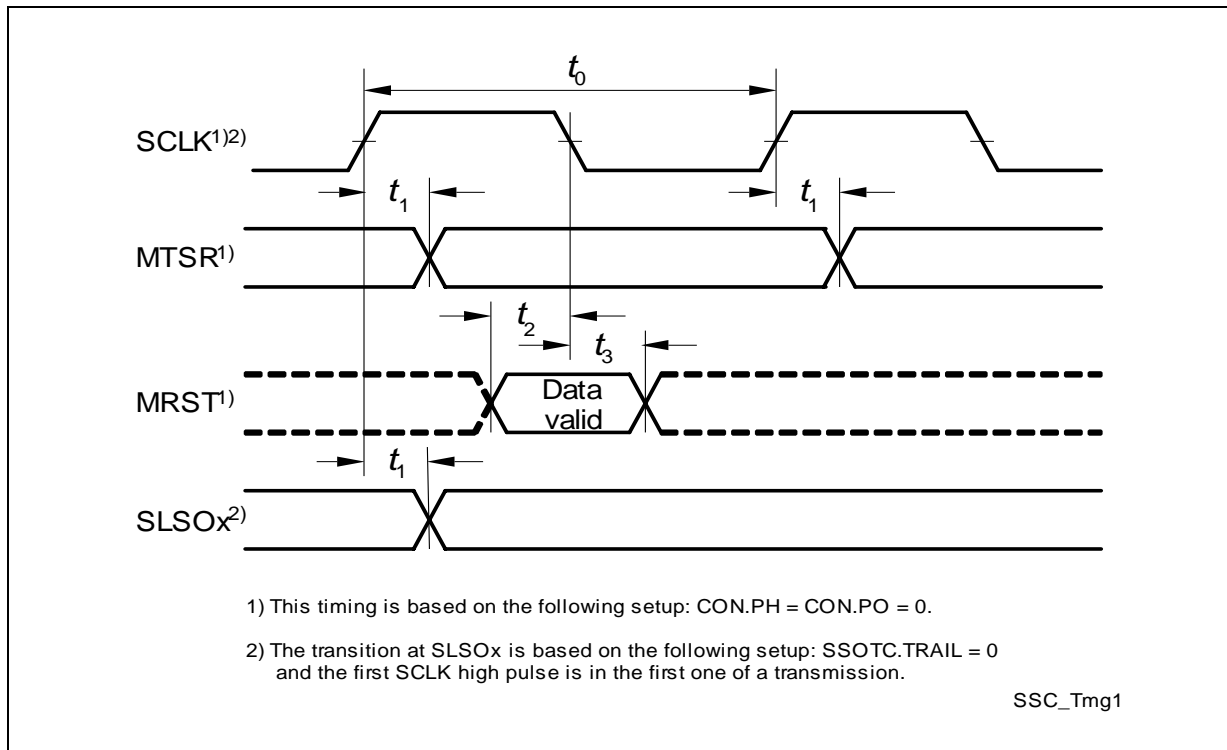 t0
SCLK1)2)
t1
t1
MTSR1)
t2
t3
MRST1)
Data
valid
t1
SLSOx2)
1) This timing is based on the following setup: CON.PH = CON.PO = 0.
2) The transition at SLSOx is based on the following setup: SSOTC.TRAIL = 0
and the first SCLK high pulse is in the first one of a transmission.
SSC_Tmg1